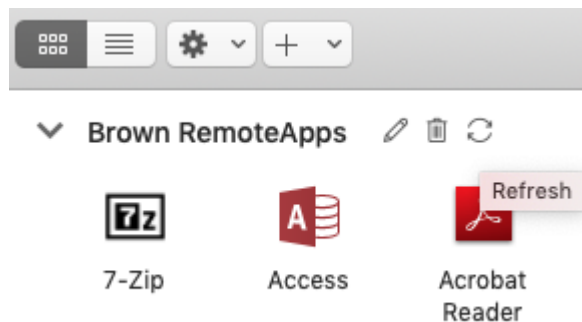 Brown RemoteApps
Refresh
7z
A
7-Zip
Access
Acrobat
Reader